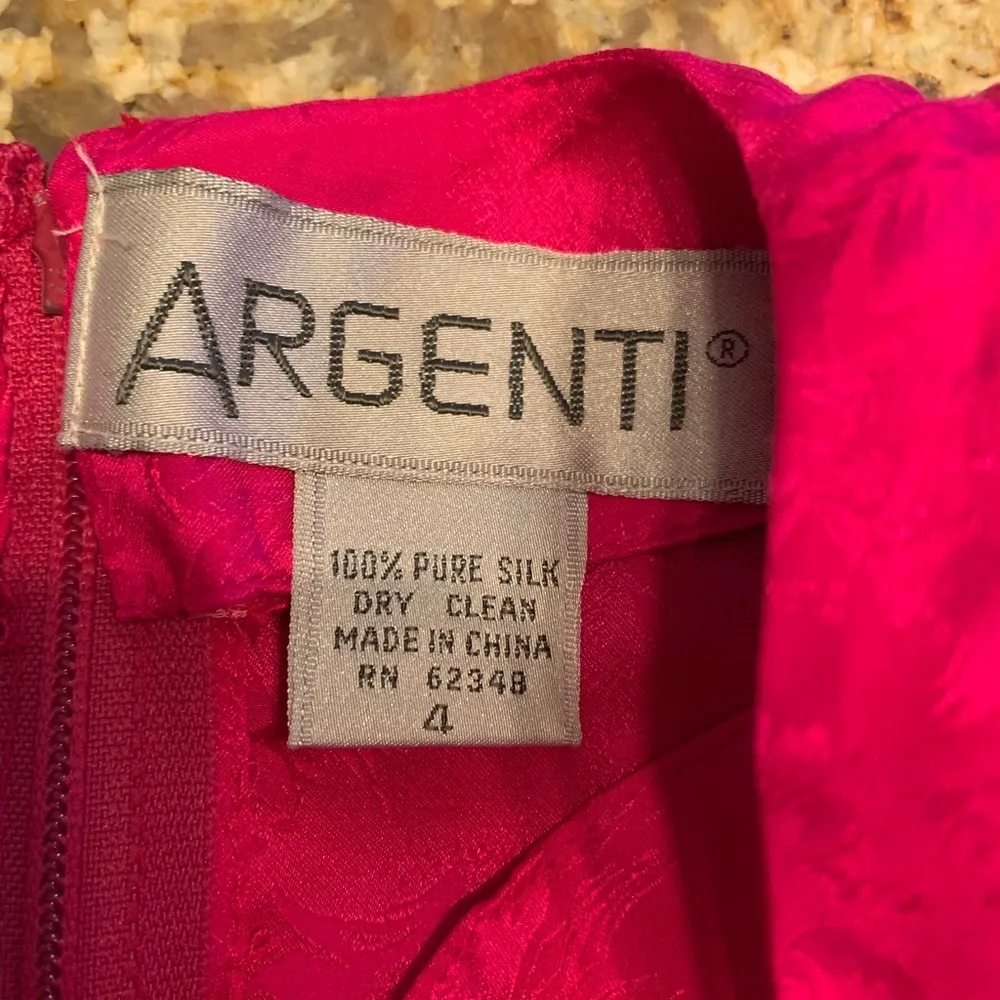 ARGENTI®
100% PURE SILK
DRY CLEAN
MADE IN CHINA
RN 62348
4